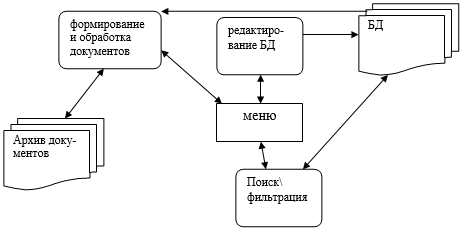 формирование
и обработка
документов
редактиро-
вание БД
БД
меню
Архив доку-
ментов
Поиск\
фильтрация